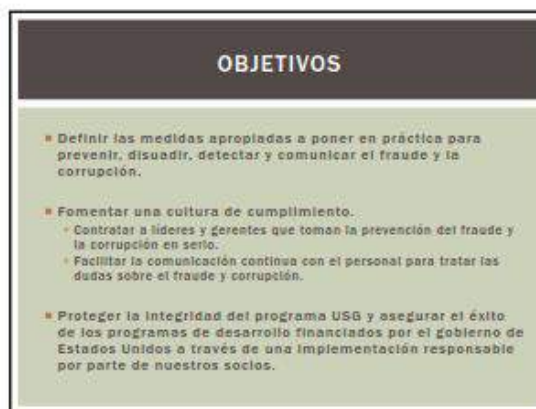 OBJETIVOS
Definir las medidas apropiadas a poner en práctica para
prevenir, disuadir, detectar y comunicar el fraude y la
corrupción.
Fomentar una cultura de cumplimiento.
Contratar a líderes y gerentes que toman la prevención del fraude y
la corrupción en serio.
Facilitar la comunicación continua con el personal para tratar las
dudas sobre el fraude y corrupción.
Proteger la integridad del programa USG y asegurar el éxito
de los programas de desarrollo financiados por el gobierno de
Estados Unidos a través de una implementación responsable
por parte de nuestros socios.